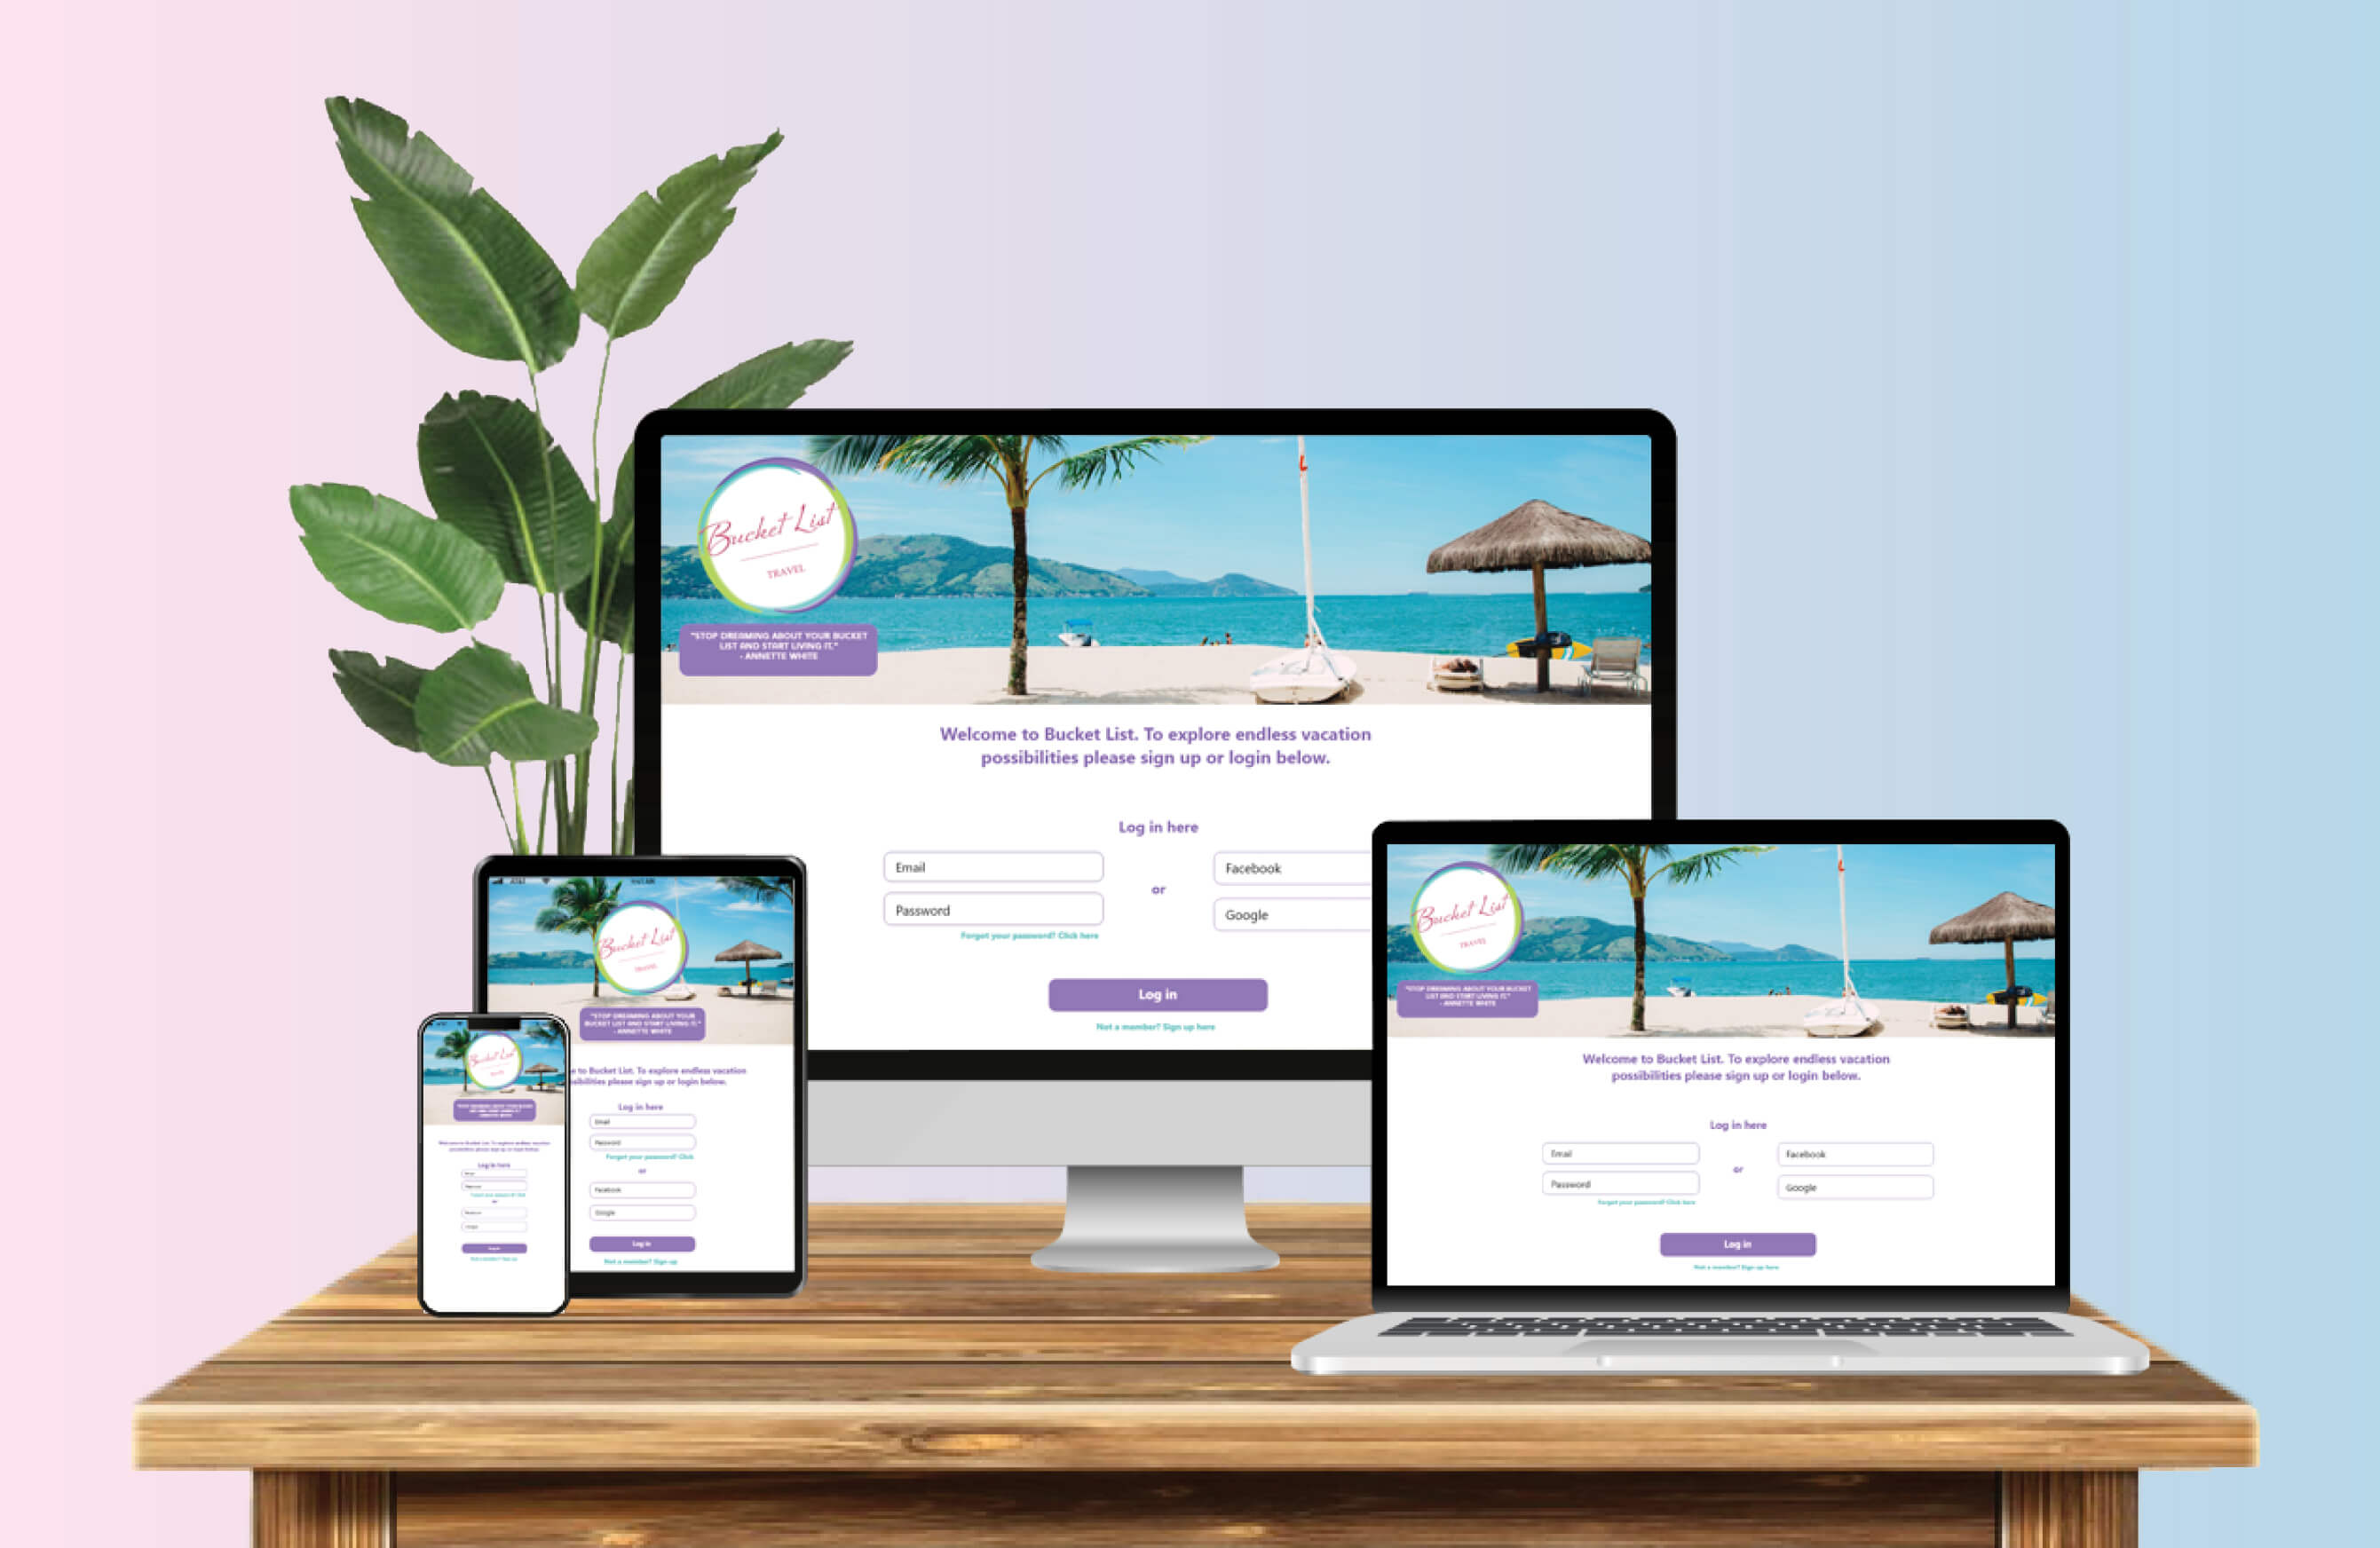 Bucket List
TRAVEL
"STOP DREAMING ABOUT YOUR BUCKET
LIST AND START LIVING IT."
- ANNETTE WHITE
Welcome to Bucket List. To explore endless vacation
possibilities please sign up or login below.
Log in here
Email
Password
Forgot your password? Click here
or
Facebook
Google
Log in
Not a member? Sign up here
Bucket List
TRAVEL
"STOP DREAMING ABOUT YOUR
BUCKET LIST AND START LIVING IT."
- ANNETTE WHITE
to Bucket List. To explore endless vacation
please sign up or login below.
Log in here
Email
Password
Forgot your password? Click
or
Facebook
Google
Log in
Not a member? Sign up
Bucket List
Log in here
Bucket List
TRAVEL
"STOP DREAMING ABOUT YOUR BUCKET
LIST AND START LIVING IT."
- ANNETTE WHITE
Welcome to Bucket List. To explore endless vacation
possibilities please sign up or login below.
Log in here
Email
Password
Forgot your password? Click here
or
Facebook
Google
Log in
Not a member? Sign up here